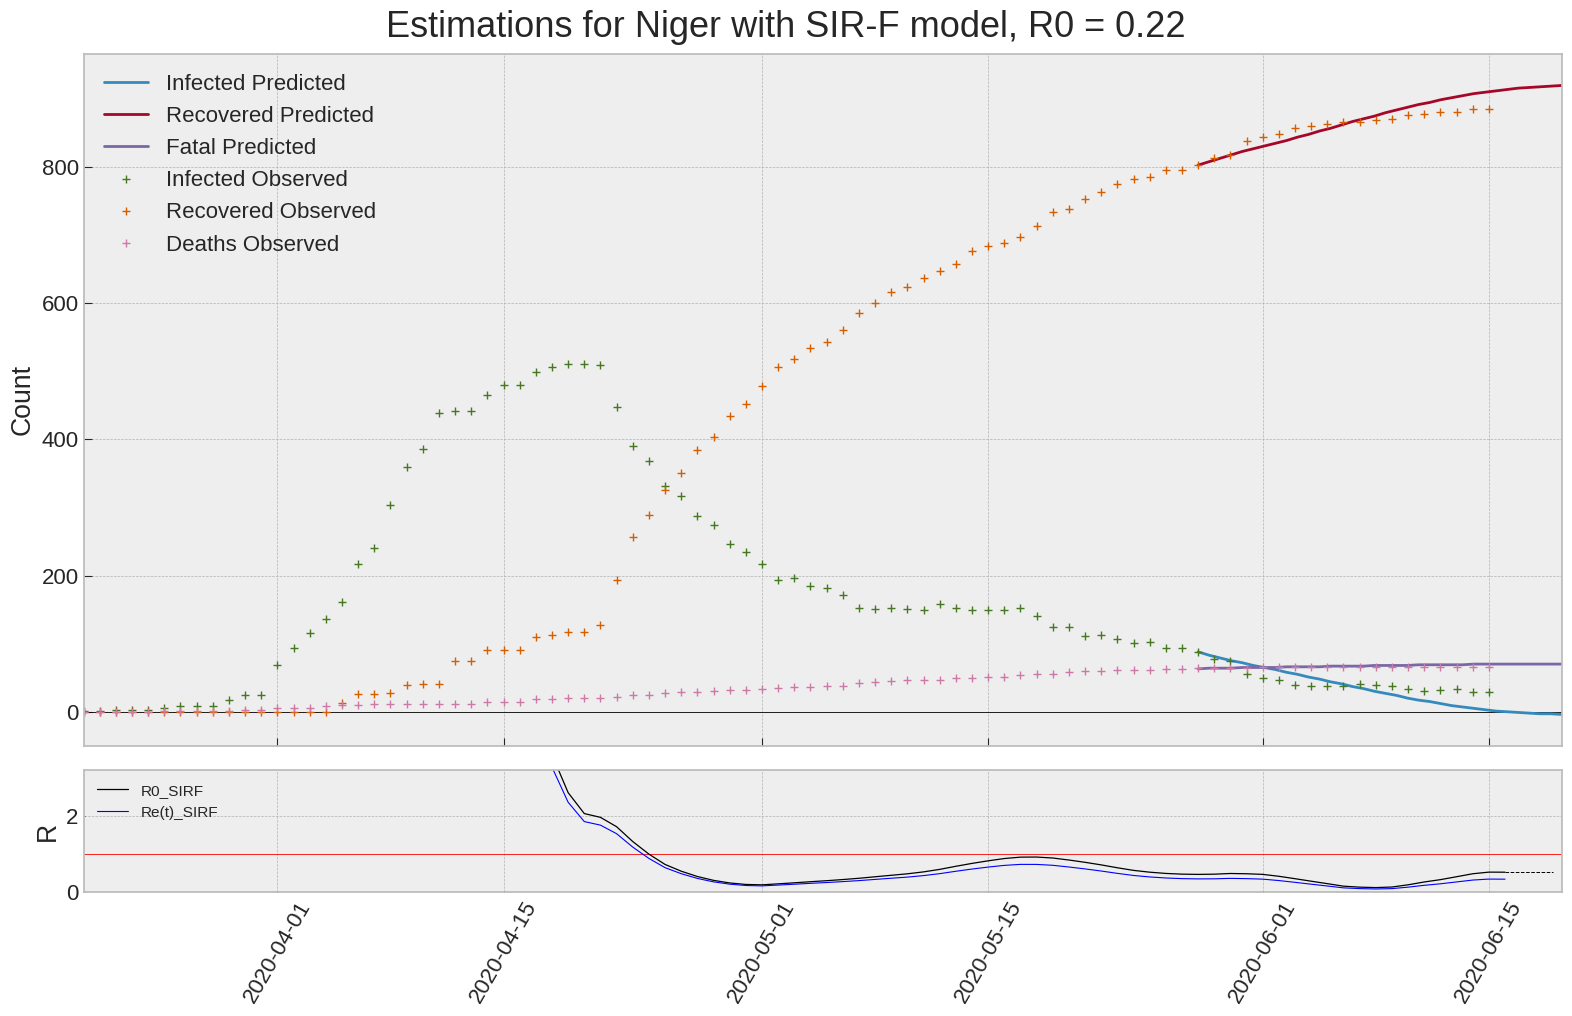 Estimations for Niger with SIR-F model, R0 = 0.22
Infected Predicted
Recovered Predicted
Fatal Predicted
Infected Observed
Recovered Observed
Deaths Observed
800
600
400
200
0
Count
R0_SIRF
Re(t)_SIRF
2
0
R
2020-04-01
2020-04-15
2020-05-01
2020-05-15
2020-06-01
2020-06-15